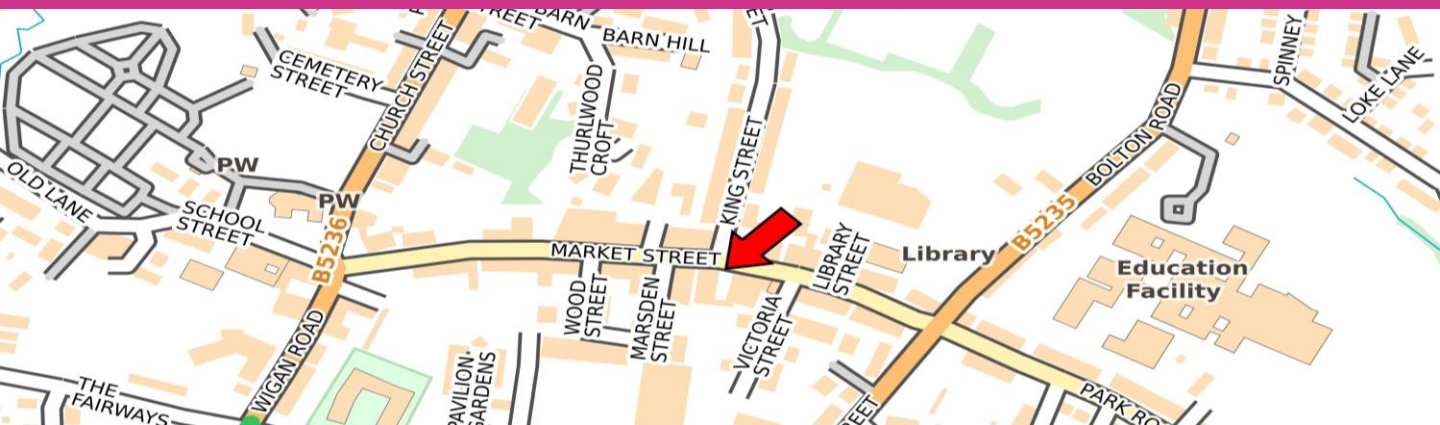 STREET
BARN
BARN HILL
CEMETERY
STREET
CHURCH STREET
THURLWOOD
CROFT
KING STREET
BOLTON ROAD
SPINNEY
LOKE LANE
PW
OLD LANE
SCHOOL
STREET
PW
B5236
MARKET STREET
LIBRARY
STREET
Library
B5235
Education
Facility
WOOD
STREET
MARSDEN
STREET
VICTORIA
STREET
WIGAN ROAD
THE
FAIRWAYS
PAVILION
GARDENS
PARK RO
REET